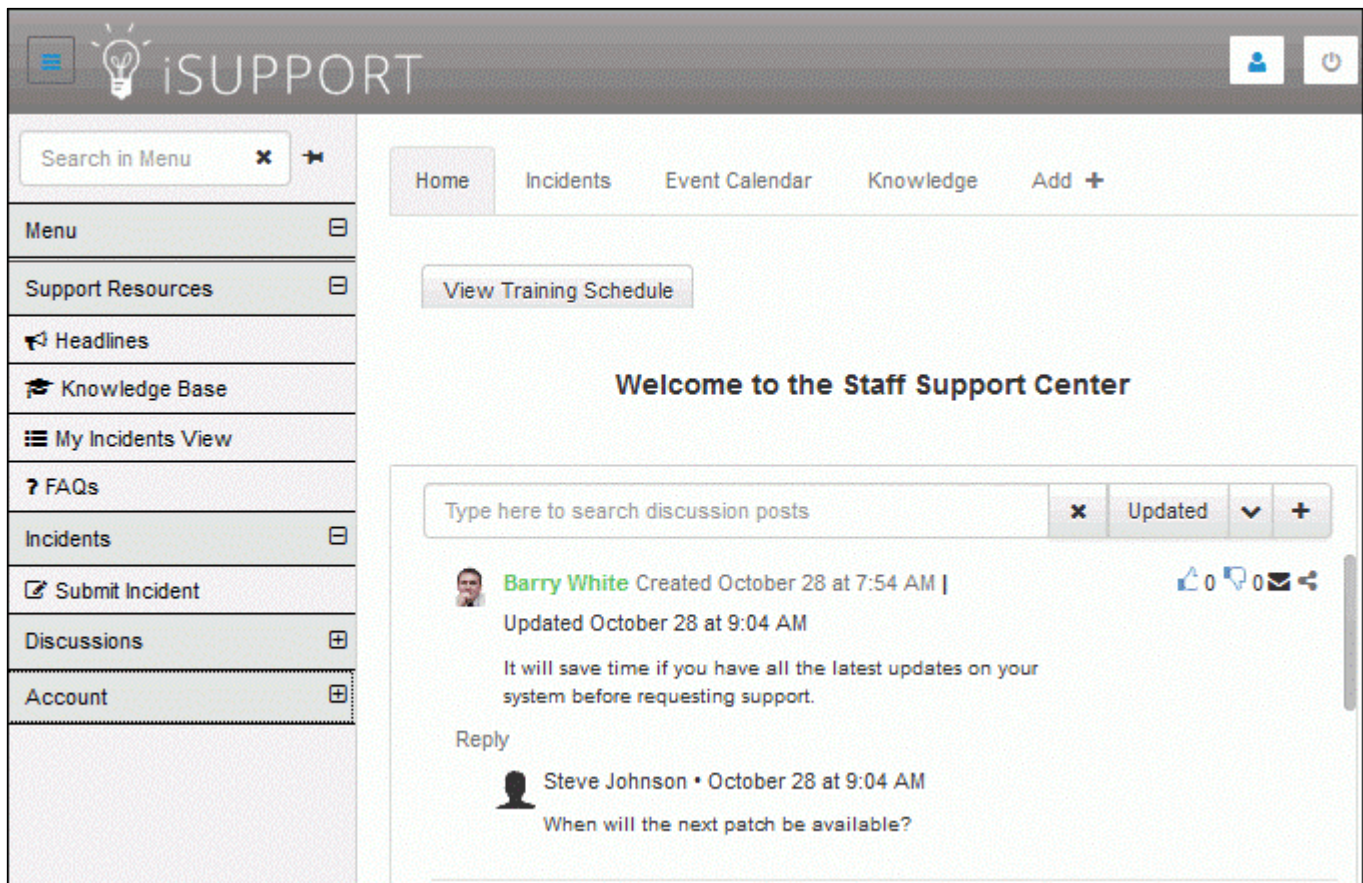 iSUPPORT
Search in Menu
Menu
Support Resources
Headlines
Knowledge Base
My Incidents View
? FAQs
Incidents
Submit Incident
Discussions
Account
Home Incidents Event Calendar Knowledge Add +
View Training Schedule
Welcome to the Staff Support Center
Type here to search discussion posts
Updated
Barry White Created October 28 at 7:54 AM |
0 0
Updated October 28 at 9:04 AM
It will save time if you have all the latest updates on your
system before requesting support.
Reply
Steve Johnson • October 28 at 9:04 AM
When will the next patch be available?